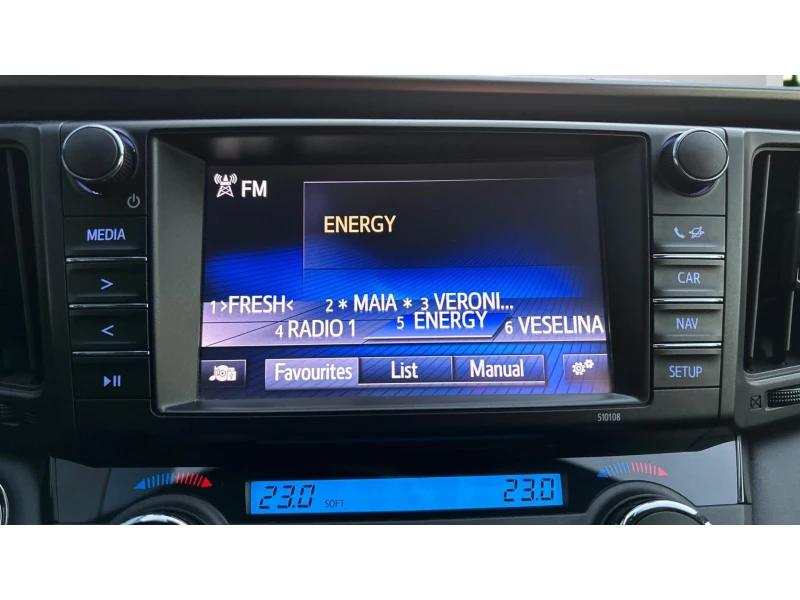 FM
ENERGY
MEDIA
CAR
NAV
SETUP
1 >FRESH< 2 * MAIA * 3 VERONI...
4 RADIO 1 5 ENERGY 6 VESELINA
Favourites List Manual
510108
23.0 SOFT 23.0